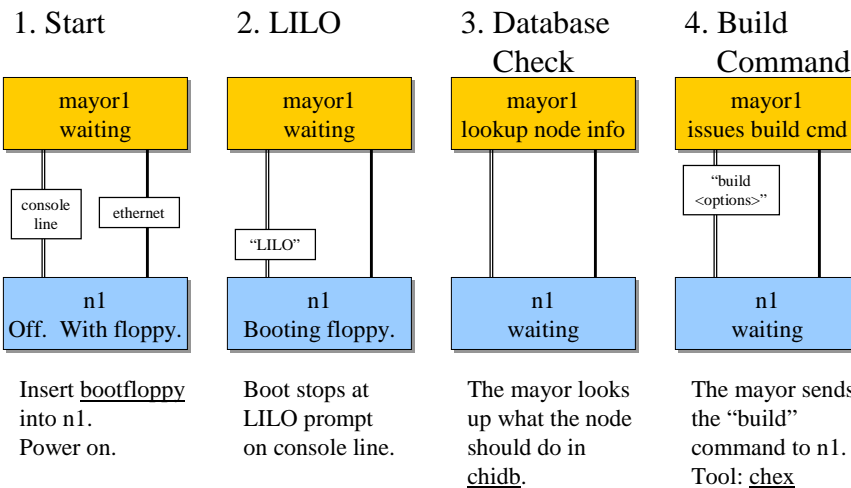 1. Start
mayor1
waiting
console
line
ethernet
n1
Off. With floppy.
Insert bootfloppy
into n1.
Power on.
2. LILO
mayor1
waiting
“LILO”
n1
Booting floppy.
Boot stops at
LILO prompt
on console line.
3. Database
Check
mayor1
lookup node info
n1
waiting
The mayor looks
up what the node
should do in
chidb.
4. Build
Command
mayor1
issues build cmd
“build
<options>”
n1
waiting
The mayor sends
the “build”
command to n1.
Tool: chex